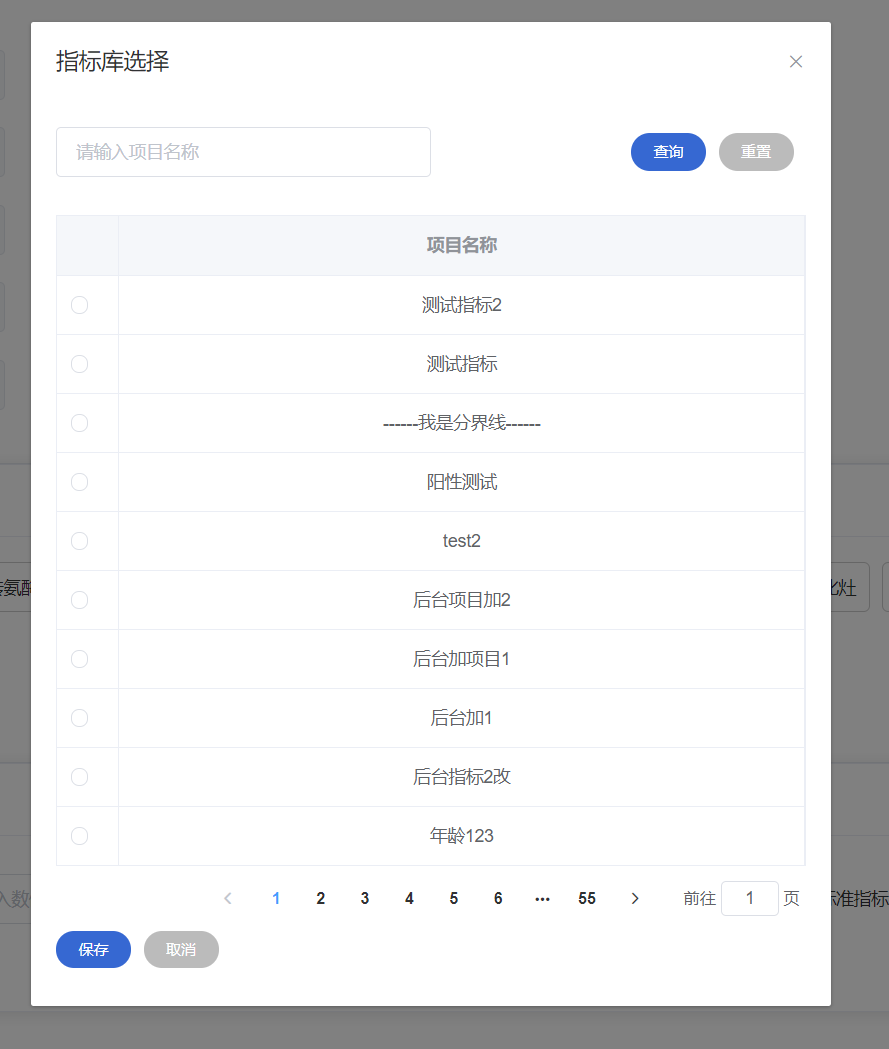 指标库选择
请输入项目名称
查询 重置
项目名称
测试指标2
测试指标
------我是分界线------
阳性测试
test2
后台项目加2
后台加项目1
后台加1
后台指标2改
年龄123
1 2 3 4 5 6 ... 55 前往 1 页
保存 取消